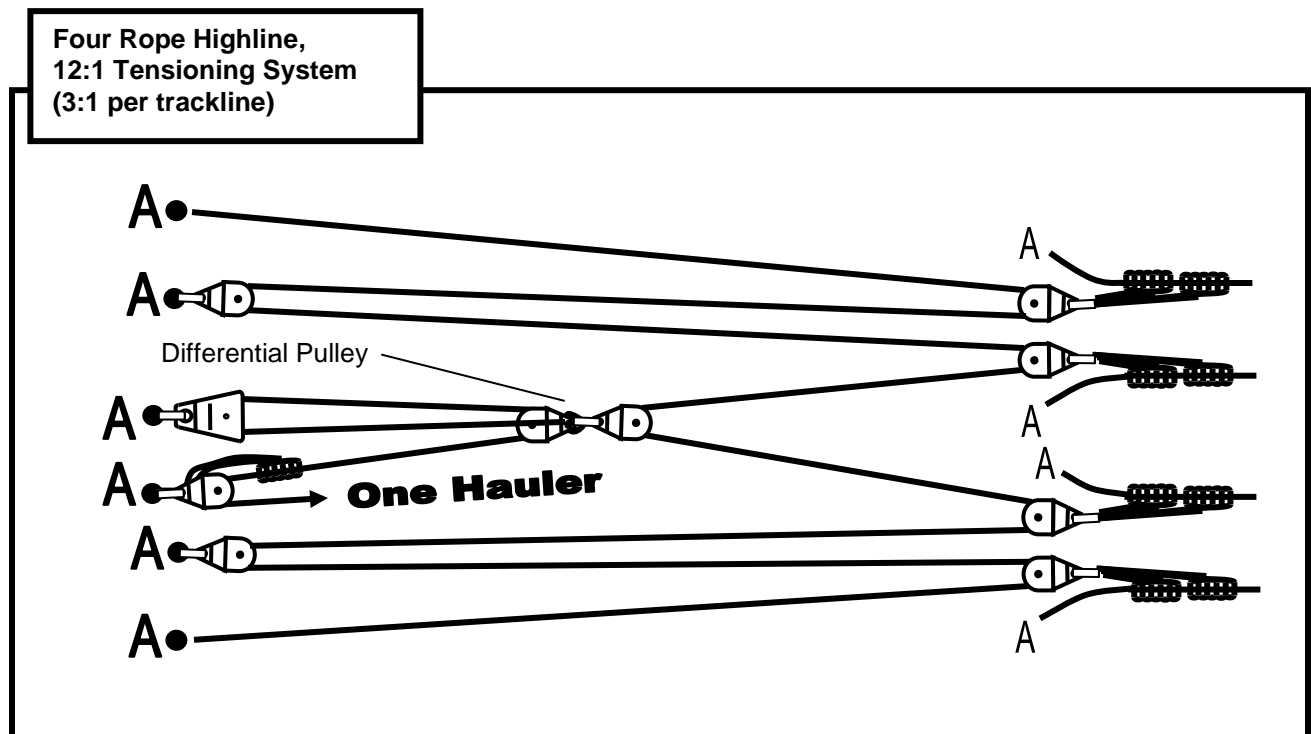 Four Rope Highline,
12:1 Tensioning System
(3:1 per trackline)
A
A
A
Differential Pulley
A
A
A
One Hauler
A
A
A
A